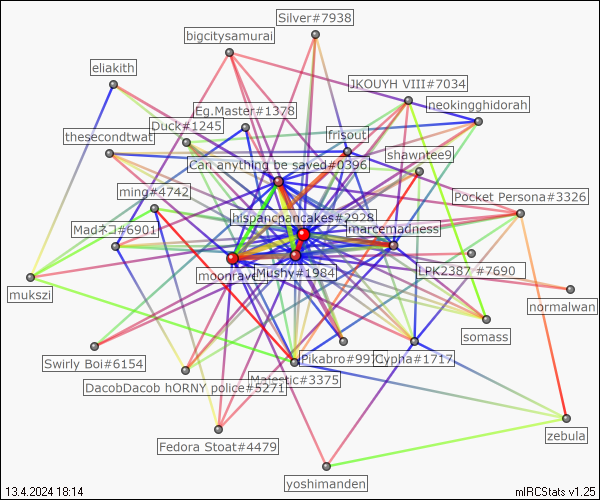 Silver#7938
bigcitysamurai
eliakith
JKOUYH VIII#7034
neokingghidorah
Eg.Master#1378
Duck#1245
thesecondtwat
frisout
shawntee9
Can anything be saved#0396
ming#4742
Pocket Persona#3326
hispancpancakes#2928
Madネコ#6901
marcemadness
moonrave
Mushy#1984
LPK2387 #7690
mukszi
normalwan
somass
Swirly Boi#6154
Pikabro#997
Cypha#1717
Majestic#3375
DacobDacob hORNY police#5271
zebula
Fedora Stoat#4479
yoshimanden
13.4.2024 18:14
mIRCStats v1.25